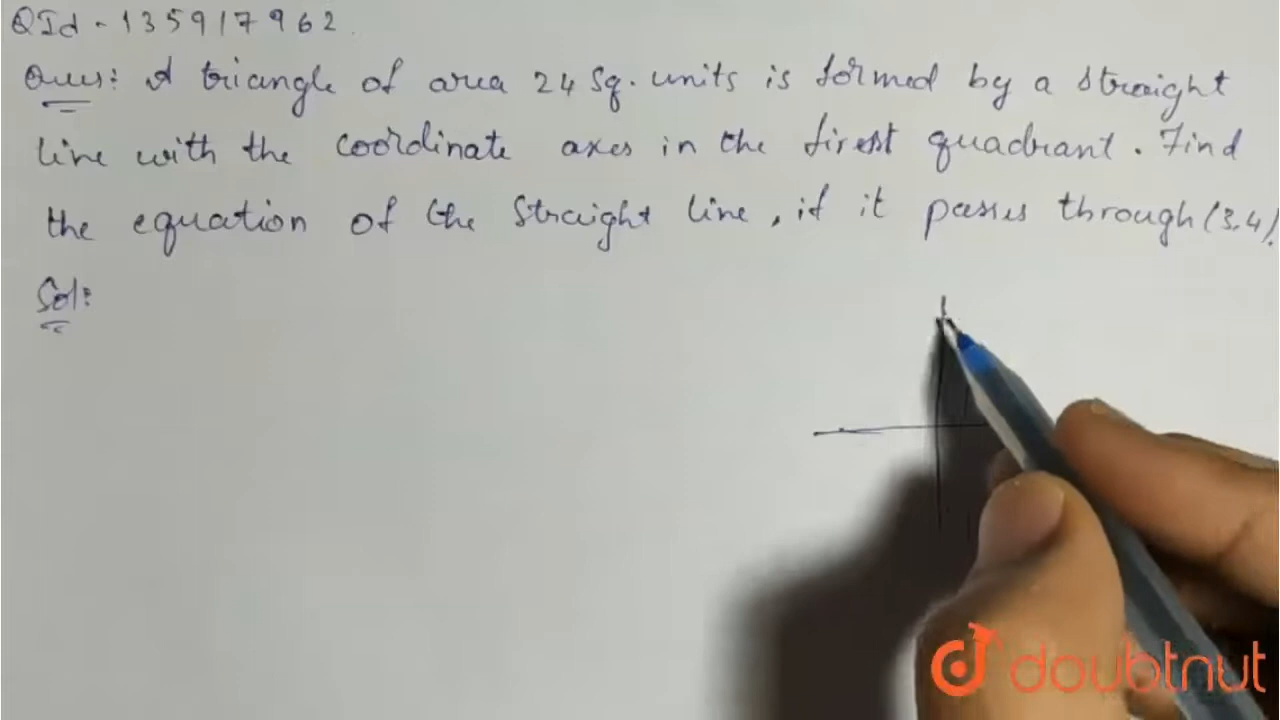 QId - 135917962.
Ques: A triangle of area 24 Sq. units is formed by a straight
line with the coordinate axes in the first quadrant. Find
the equation of the straight line, if it passes through (3,4).
Sol:
doubtnut